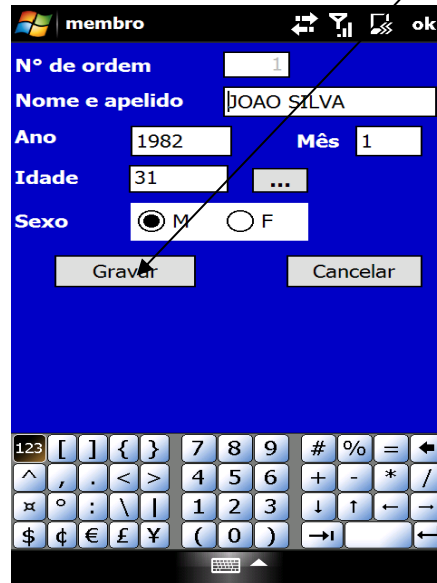 membro ok
N° de ordem 1
Nome e apelido JOAO SILVA
Ano 1982 Mês 1
Idade 31 ...
Sexo M F
Gravar Cancelar
123 [ ] { } 7 8 9 # % = ←
^ , . < > 4 5 6 + - * /
¤ ° : \ | 1 2 3 ↓ ↑ ← →
$ ¢ € £ ¥ ( 0 ) →I ←